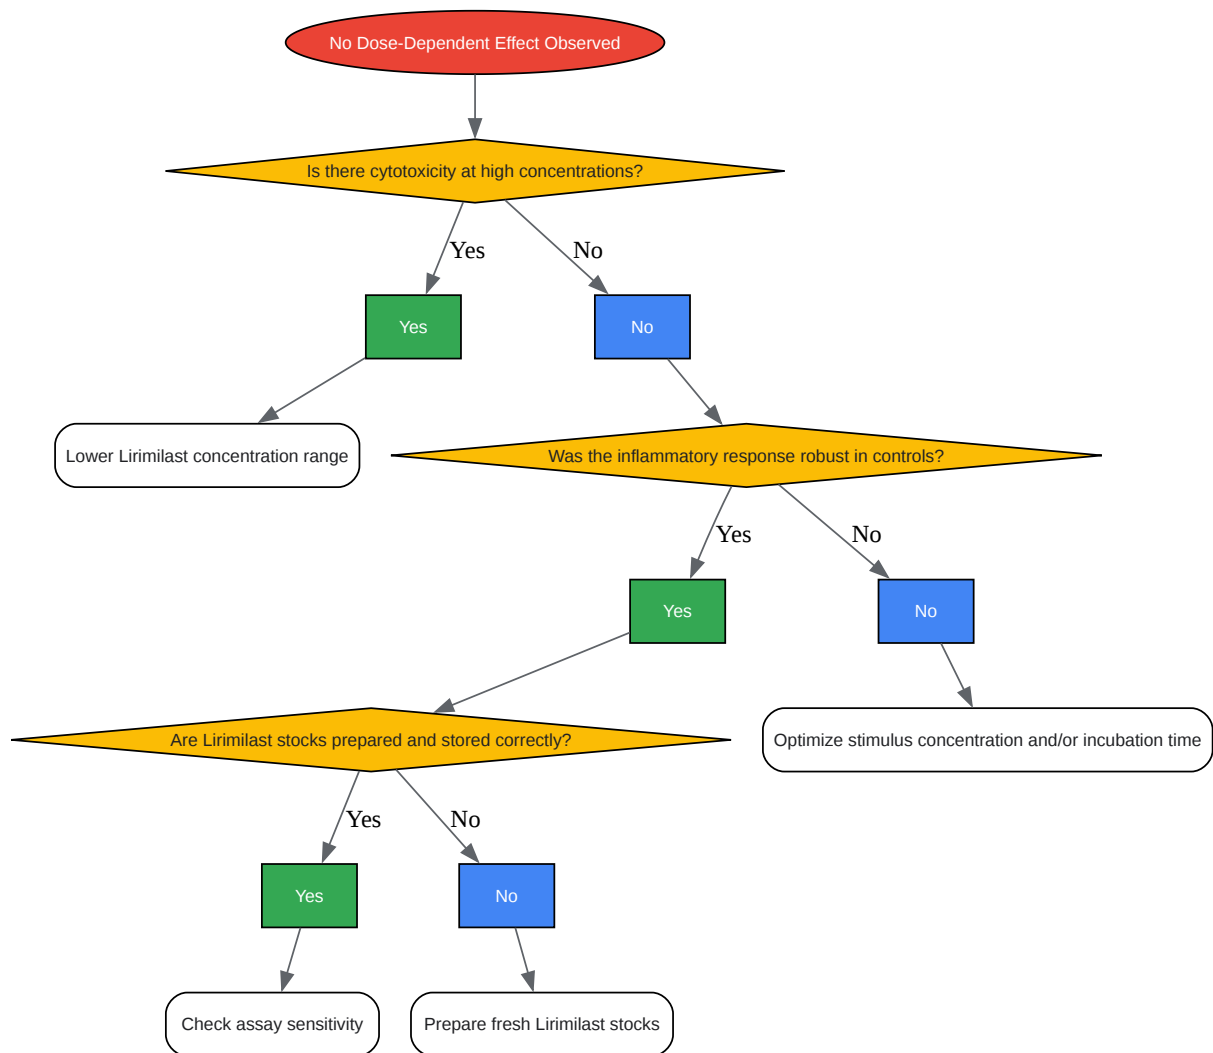 No Dose-Dependent Effect Observed
Is there cytotoxicity at high concentrations?
Yes
No
Yes
No
Lower Lirimilast concentration range
Was the inflammatory response robust in controls?
Yes
No
Yes
No
Are Lirimilast stocks prepared and stored correctly?
Optimize stimulus concentration and/or incubation time
Yes
No
Yes
No
Check assay sensitivity
Prepare fresh Lirimilast stocks